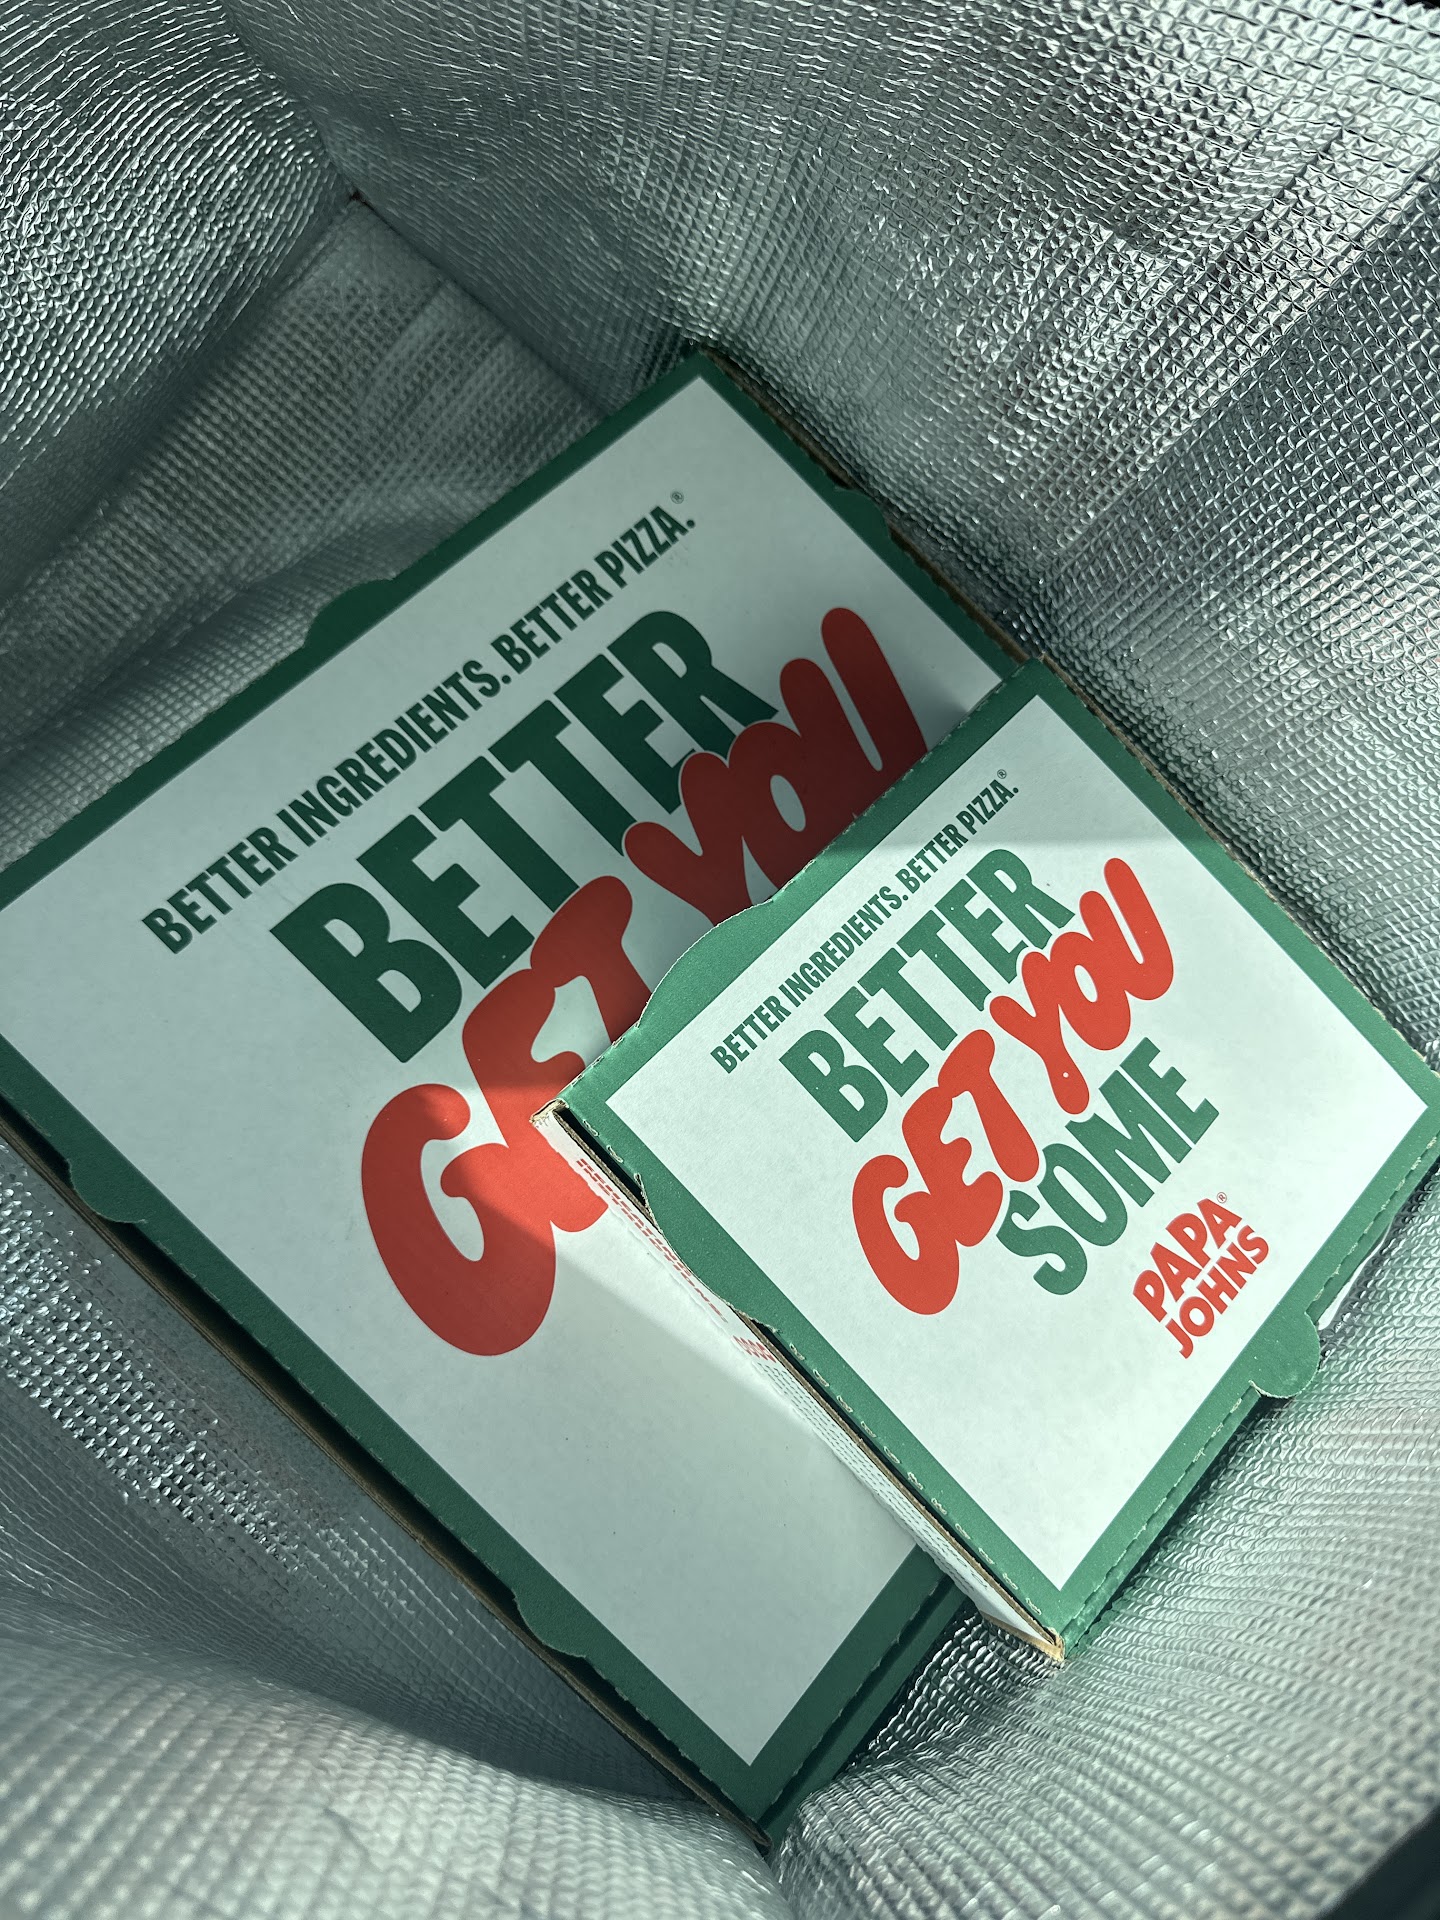 BETTER INGREDIENTS. BETTER PIZZA.®
BETTER
GET YOU
BETTER INGREDIENTS. BETTER PIZZA.®
BETTER
GET YOU
SOME
PAPA®
JOHNS